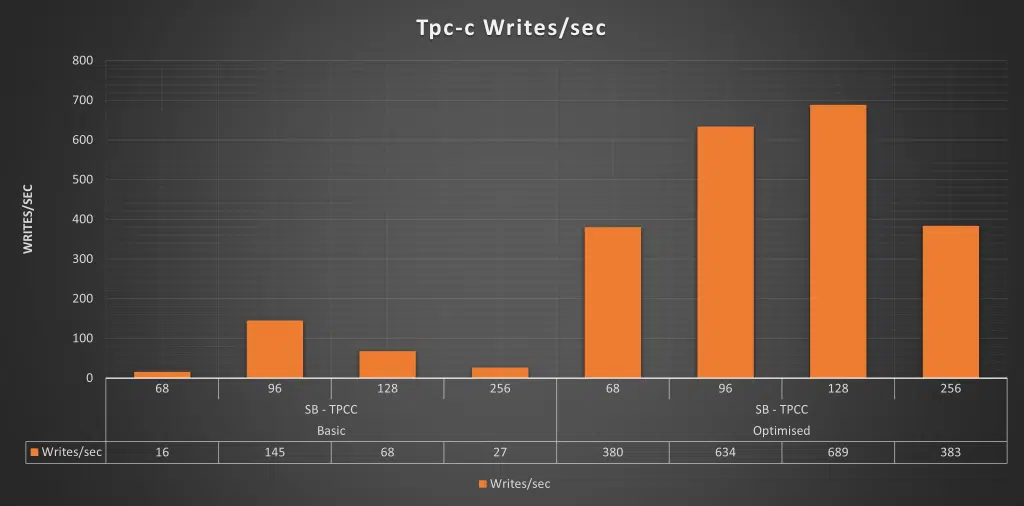 Tpc-c Writes/sec
WRITES/SEC
800
700
600
500
400
300
200
100
0
68 96 128 256 68 96 128 256
SB - TPCC SB - TPCC
Basic Optimised
Writes/sec 16 145 68 27 380 634 689 383
Writes/sec